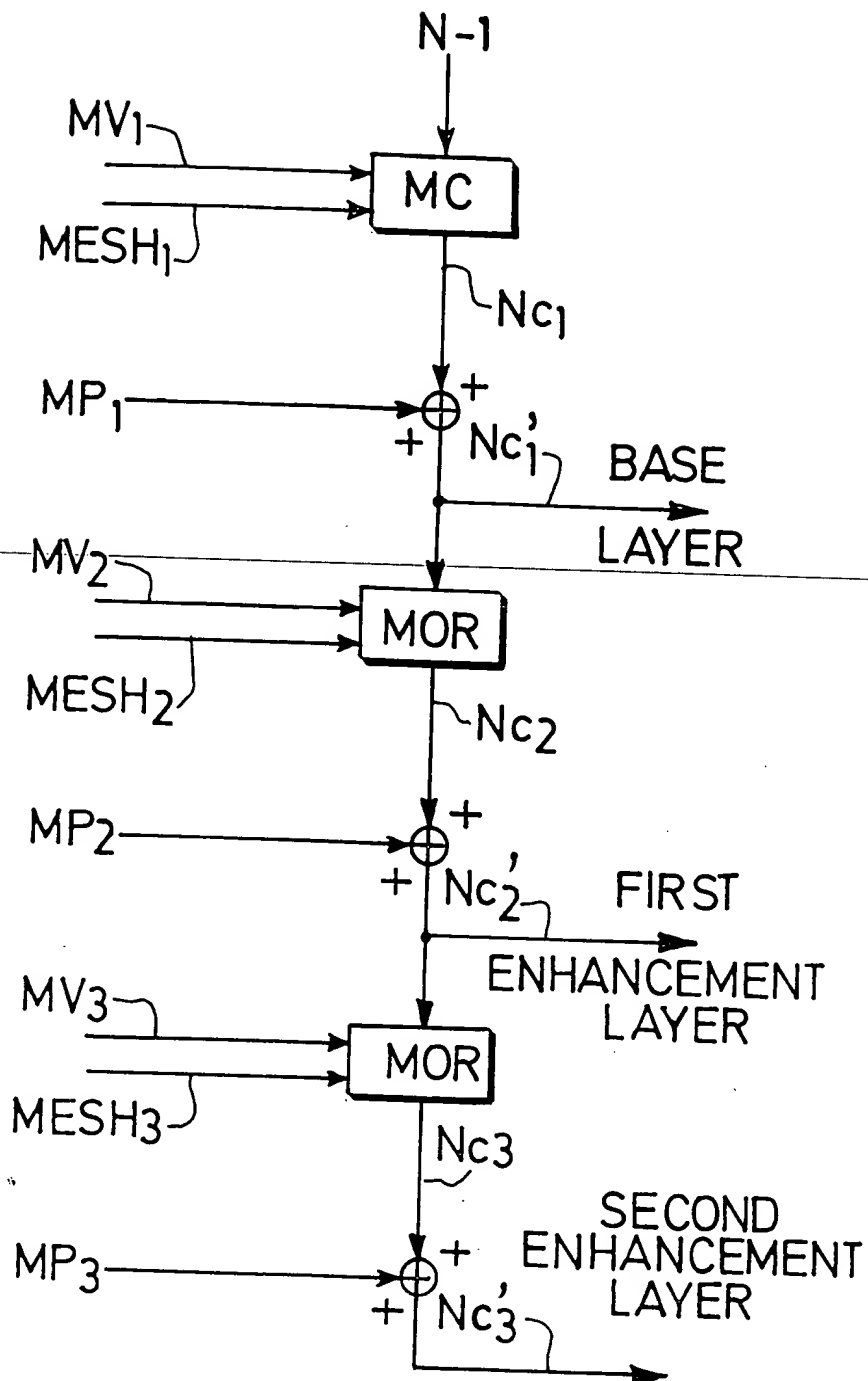 N-1
MV1
MC
MESH1
Nc1
MP1
+
+
Nc'1
BASE
LAYER
MV2
MOR
MESH2
Nc2
MP2
+
+
Nc'2
FIRST
ENHANCEMENT
LAYER
MV3
MOR
MESH3
Nc3
SECOND
ENHANCEMENT
LAYER
MP3
+
+
Nc'3